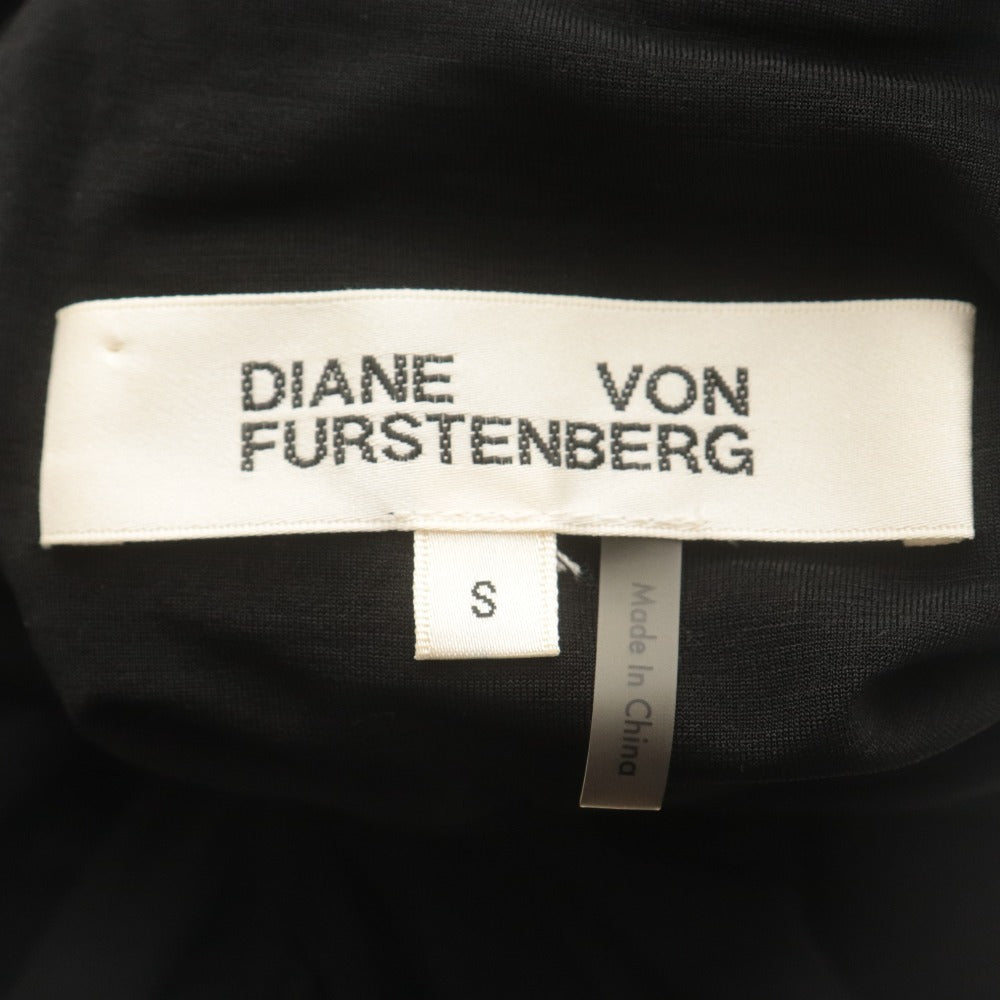 DIANE VON
FURSTENBERG
S
Made In China